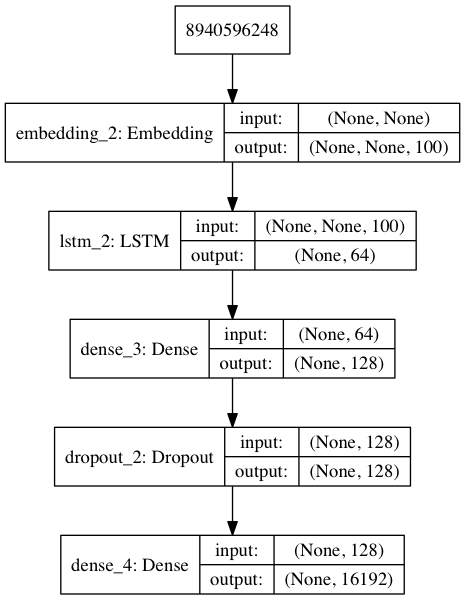 8940596248
embedding_2: Embedding
input:
(None, None)
output:
(None, None, 100)
lstm_2: LSTM
input:
(None, None, 100)
output:
(None, 64)
dense_3: Dense
input:
(None, 64)
output:
(None, 128)
dropout_2: Dropout
input:
(None, 128)
output:
(None, 128)
dense_4: Dense
input:
(None, 128)
output:
(None, 16192)